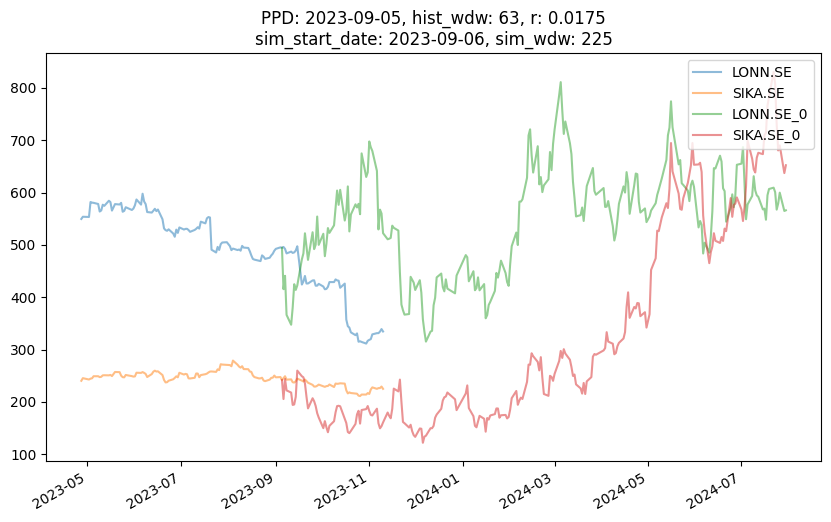 PPD: 2023-09-05, hist_wdw: 63, r: 0.0175
sim_start_date: 2023-09-06, sim_wdw: 225
LONN.SE
SIKA.SE
LONN.SE_0
SIKA.SE_0
800
700
600
500
400
300
200
100
2023-05
2023-07
2023-09
2023-11
2024-01
2024-03
2024-05
2024-07